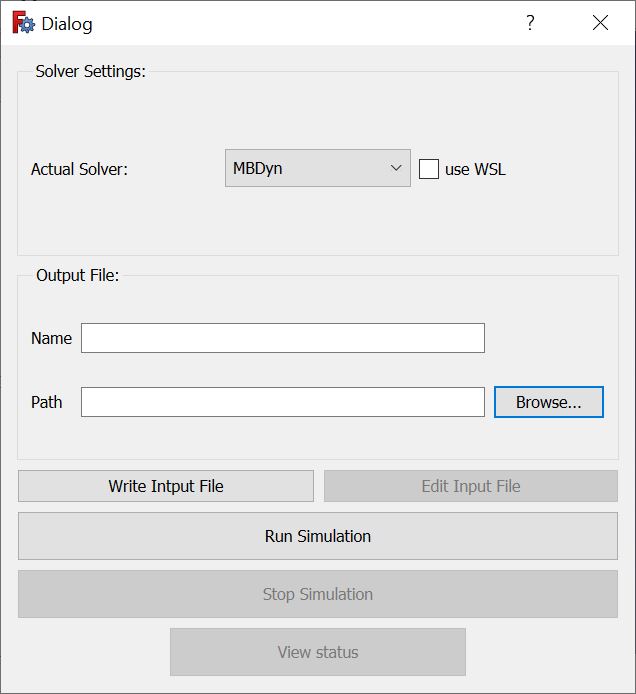 Dialog
?
Solver Settings:
Actual Solver: MBDyn use WSL
Output File:
Name
Path Browse...
Write Intput File Edit Input File
Run Simulation
Stop Simulation
View status